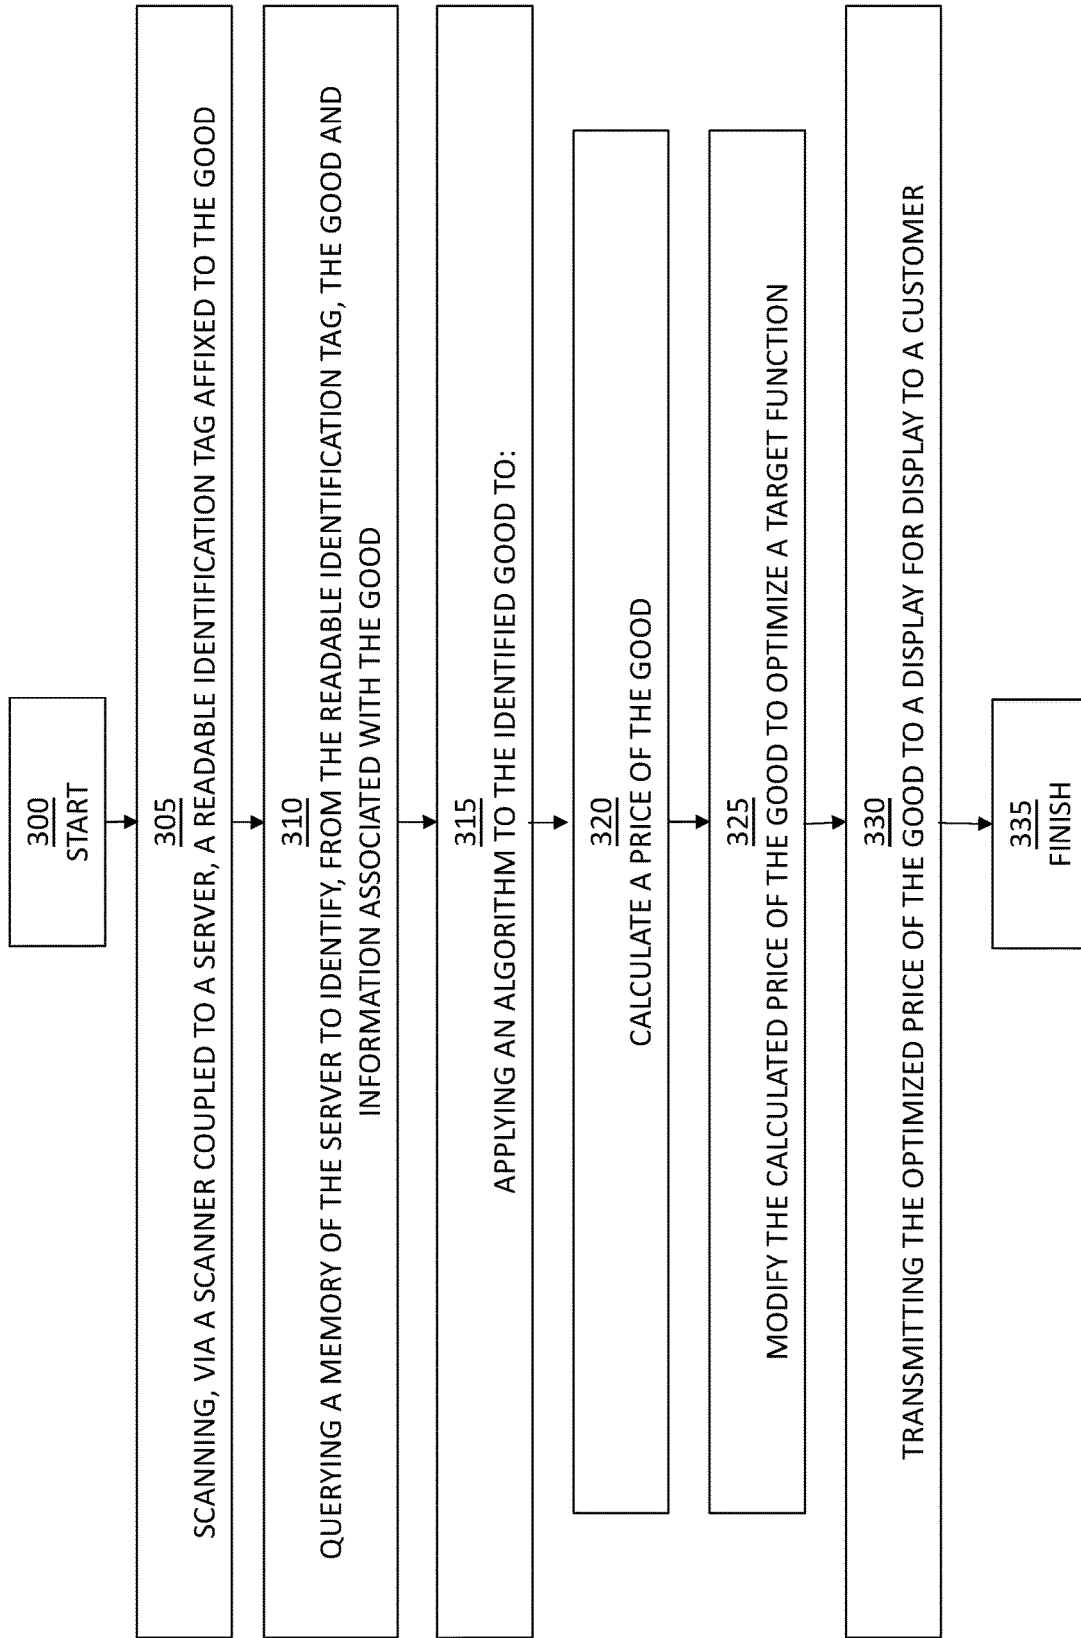 300
START
305
SCANNING, VIA A SCANNER COUPLED TO A SERVER, A READABLE IDENTIFICATION TAG AFFIXED TO THE GOOD
310
QUERYING A MEMORY OF THE SERVER TO IDENTIFY, FROM THE READABLE IDENTIFICATION TAG, THE GOOD AND
INFORMATION ASSOCIATED WITH THE GOOD
315
APPLYING AN ALGORITHM TO THE IDENTIFIED GOOD TO:
320
CALCULATE A PRICE OF THE GOOD
325
MODIFY THE CALCULATED PRICE OF THE GOOD TO OPTIMIZE A TARGET FUNCTION
330
TRANSMITTING THE OPTIMIZED PRICE OF THE GOOD TO A DISPLAY FOR DISPLAY TO A CUSTOMER
335
FINISH